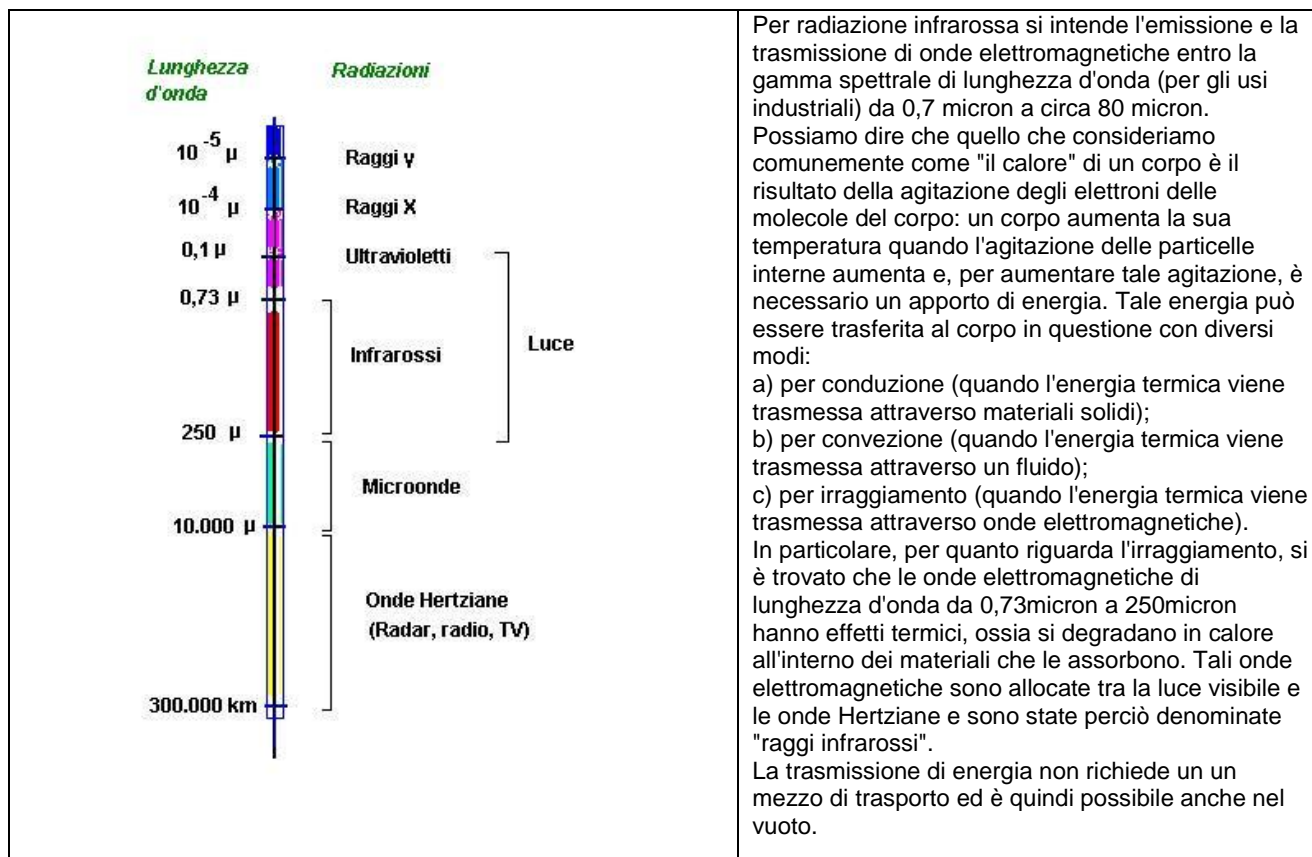 Lunghezza d'onda
Radiazioni
10 -5 µ
Raggi γ
10 -4 µ
Raggi X
0,1 µ
Ultravioletti
0,73 µ
Infrarossi
Luce
250 µ
Microonde
10.000 µ
Onde Hertziane
(Radar, radio, TV)
300.000 km
Per radiazione infrarossa si intende l'emissione e la
trasmissione di onde elettromagnetiche entro la
gamma spettrale di lunghezza d'onda (per gli usi
industriali) da 0,7 micron a circa 80 micron.
Possiamo dire che quello che consideriamo
comunemente come "il calore" di un corpo è il
risultato della agitazione degli elettroni delle
molecole del corpo: un corpo aumenta la sua
temperatura quando l'agitazione delle particelle
interne aumenta e, per aumentare tale agitazione, è
necessario un apporto di energia. Tale energia può
essere trasferita al corpo in questione con diversi
modi:
a) per conduzione (quando l'energia termica viene
trasmessa attraverso materiali solidi);
b) per convezione (quando l'energia termica viene
trasmessa attraverso un fluido);
c) per irraggiamento (quando l'energia termica viene
trasmessa attraverso onde elettromagnetiche).
In particolare, per quanto riguarda l'irraggiamento, si
è trovato che le onde elettromagnetiche di
lunghezza d'onda da 0,73micron a 250micron
hanno effetti termici, ossia si degradano in calore
all'interno dei materiali che le assorbono. Tali onde
elettromagnetiche sono allocate tra la luce visibile e
le onde Hertziane e sono state perciò denominate
"raggi infrarossi".
La trasmissione di energia non richiede un un
mezzo di trasporto ed è quindi possibile anche nel
vuoto.